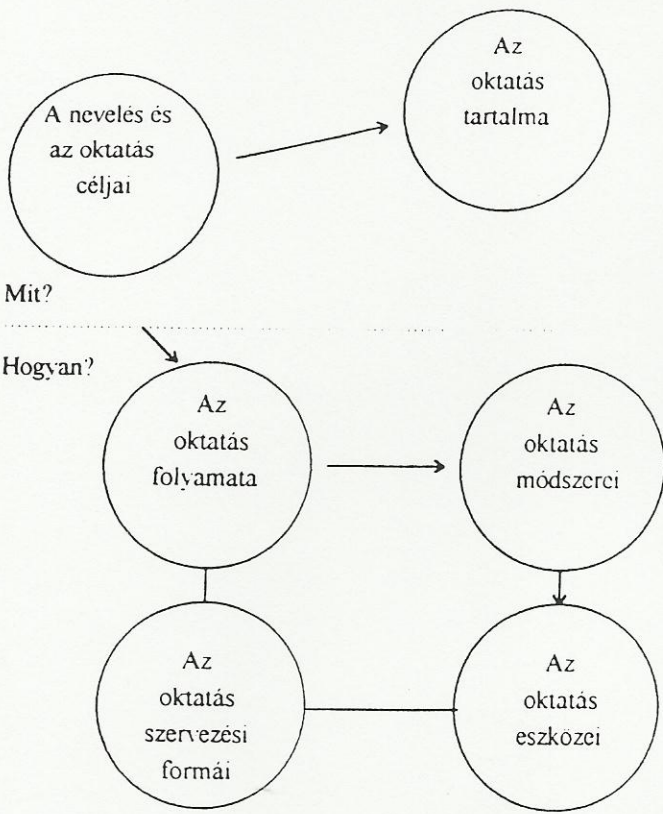 Az
oktatás
tartalma
A nevelés és
az oktatás
céljai
Mit?
Hogyan?
Az
oktatás
folyamata
Az
oktatás
módszerei
Az
oktatás
szervezési
formái
Az
oktatás
eszközei